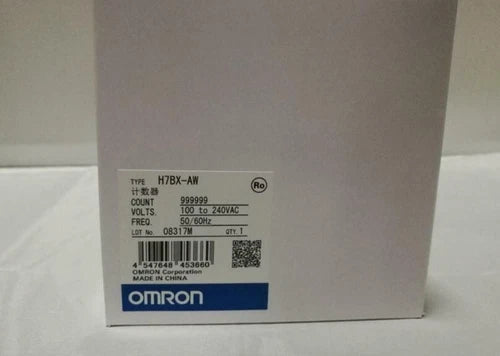 TYPE H7BX-AW
计数器
Ro
COUNT 999999
VOLTS. 100 to 240VAC
FREQ. 50/60Hz
LOT No. 08317M QTY.1
4 547648 453660
OMRON Corporation
MADE IN CHINA
OMRON